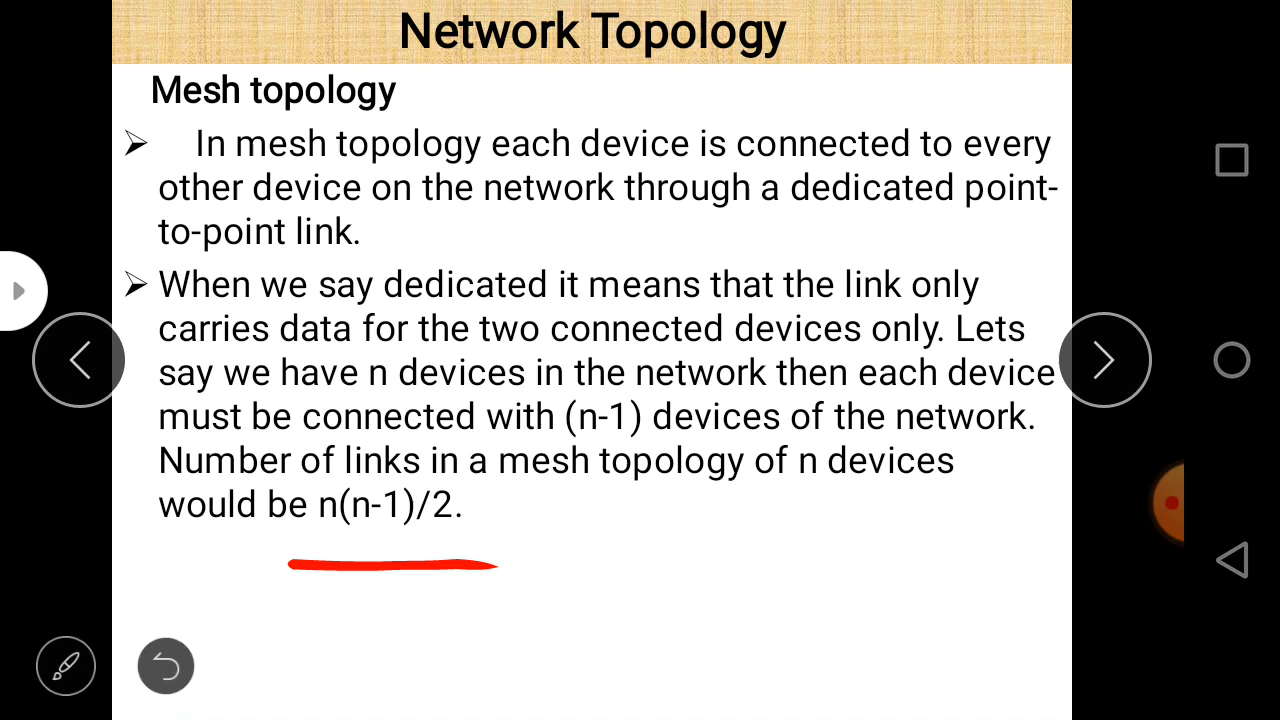 Network Topology
Mesh topology
➢ In mesh topology each device is connected to every
other device on the network through a dedicated point-
to-point link.
➢ When we say dedicated it means that the link only
carries data for the two connected devices only. Lets
say we have n devices in the network then each device
must be connected with (n-1) devices of the network.
Number of links in a mesh topology of n devices
would be n(n-1)/2.